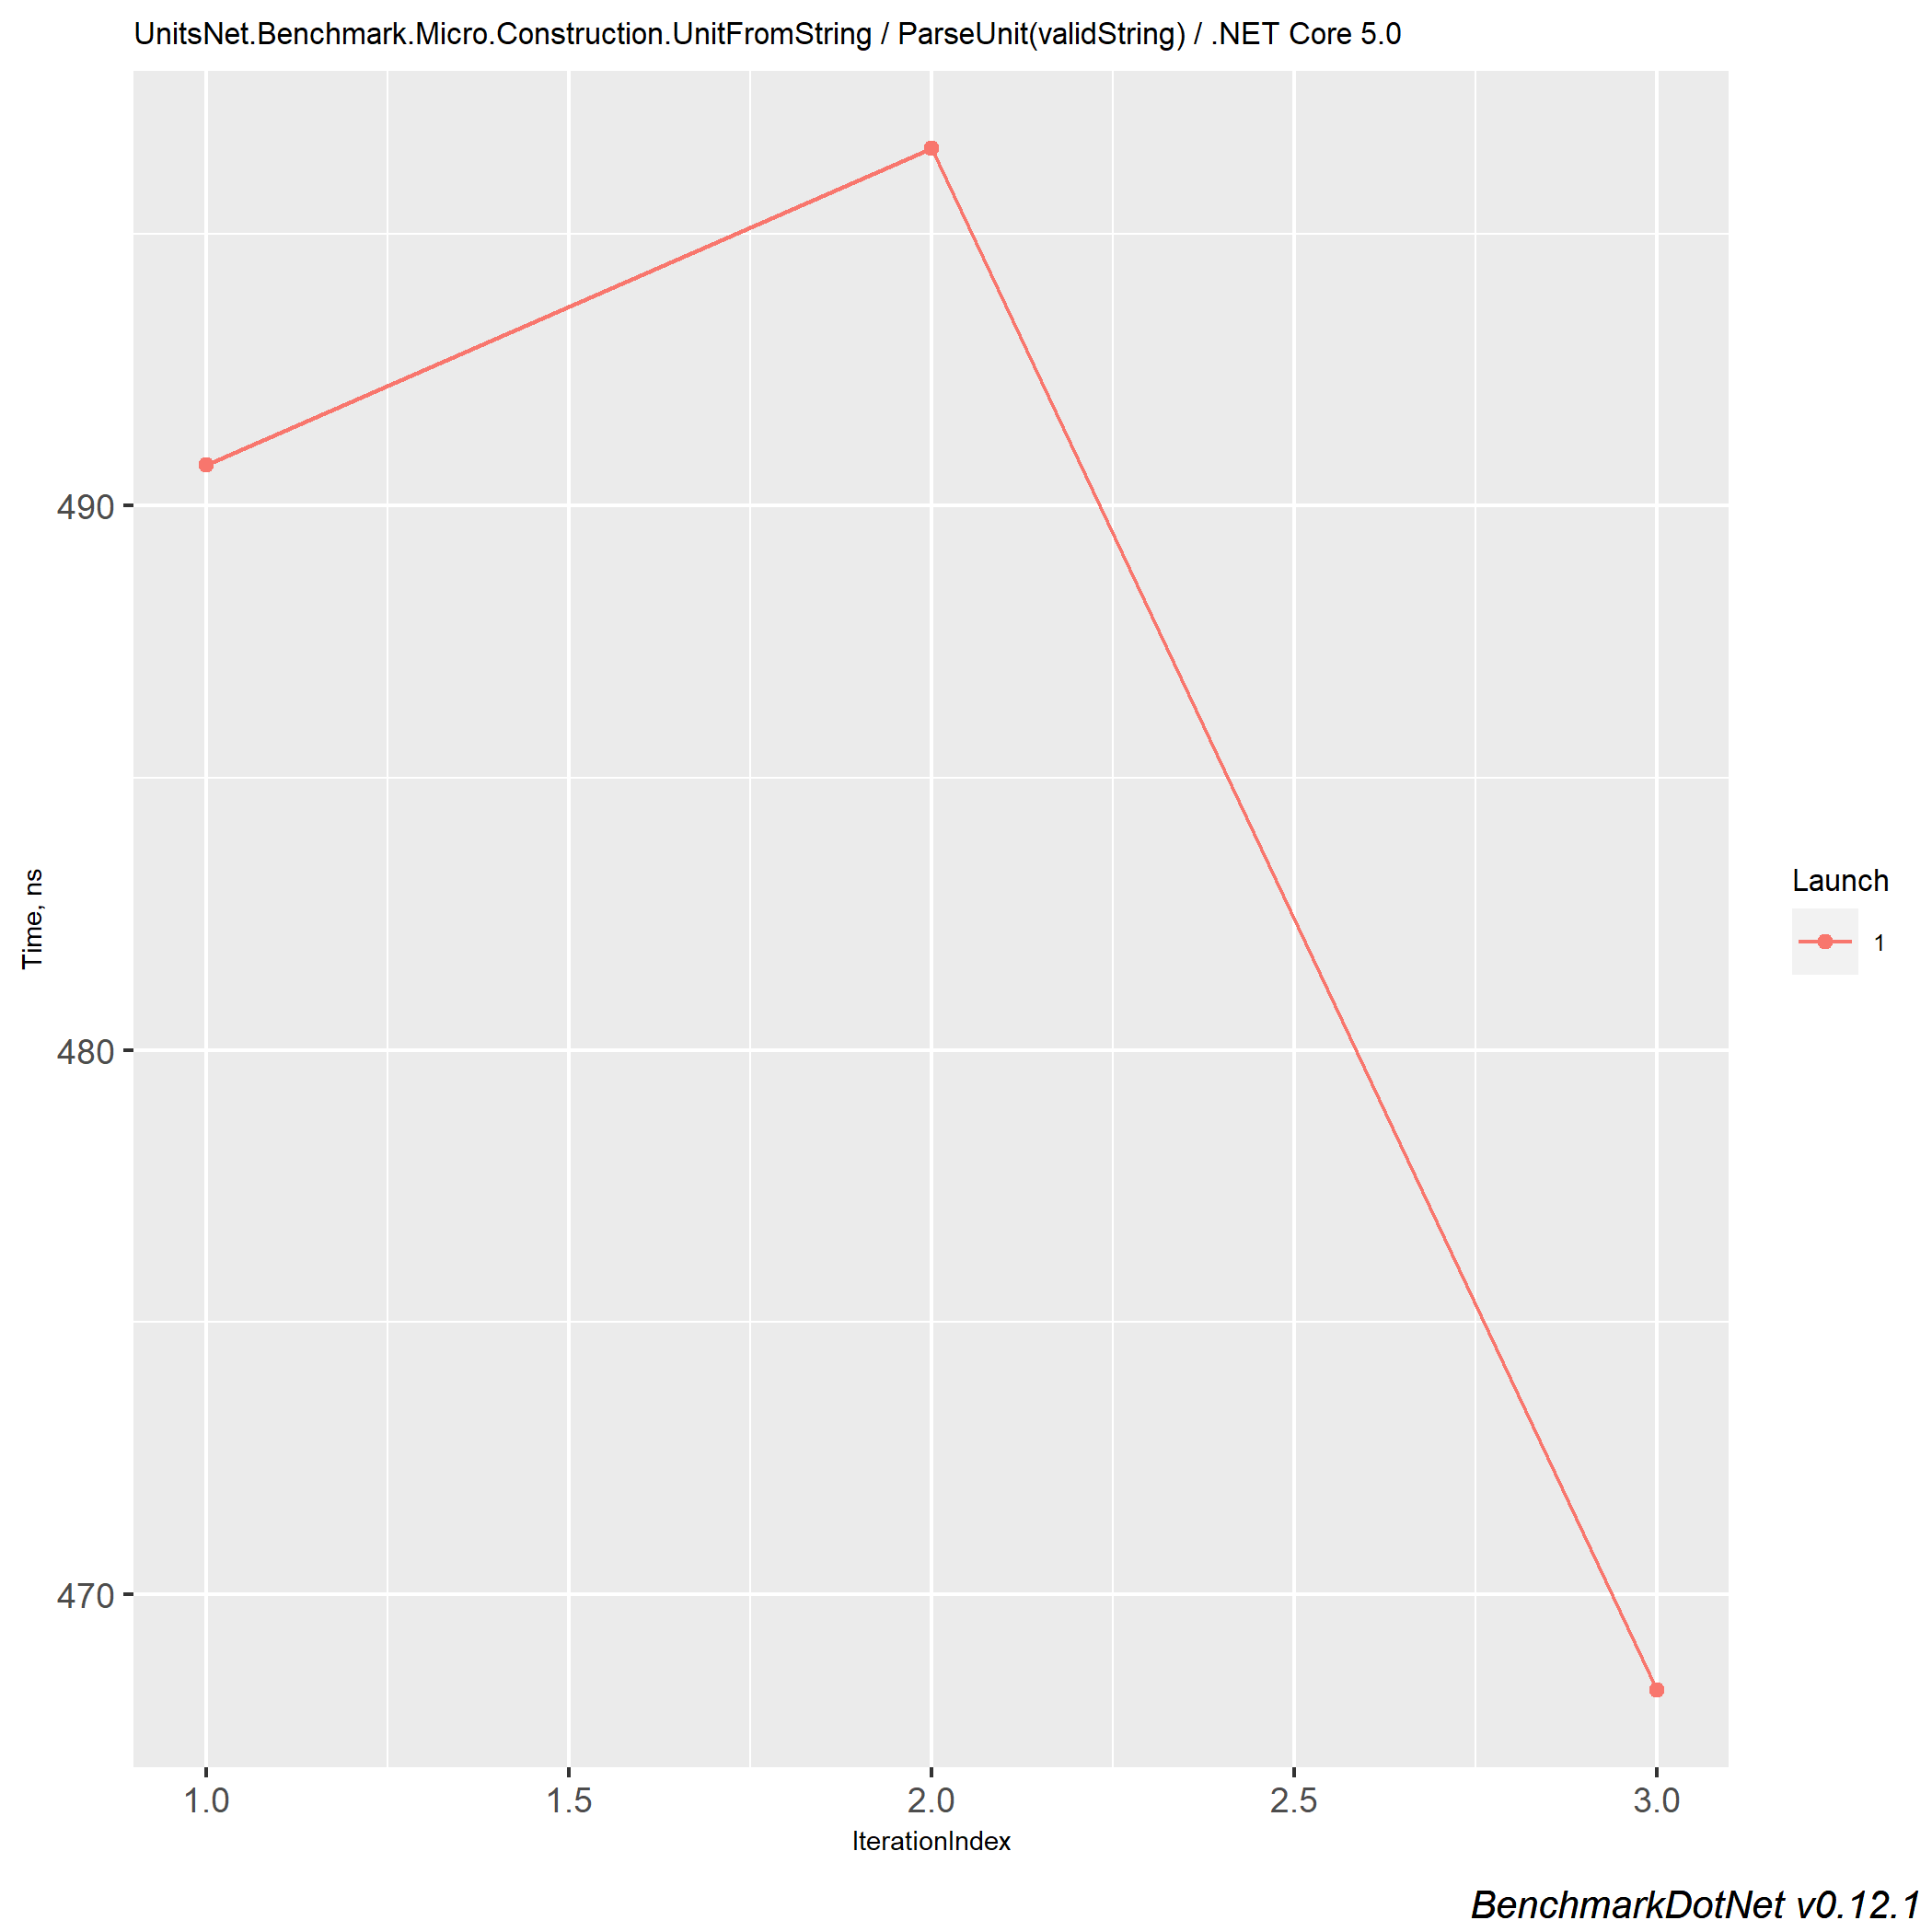 UnitsNet.Benchmark.Micro.Construction.UnitFromString / ParseUnit(validString) / .NET Core 5.0
490
480
470
Time, ns
1.0 1.5 2.0 2.5 3.0
IterationIndex
Launch
1
BenchmarkDotNet v0.12.1